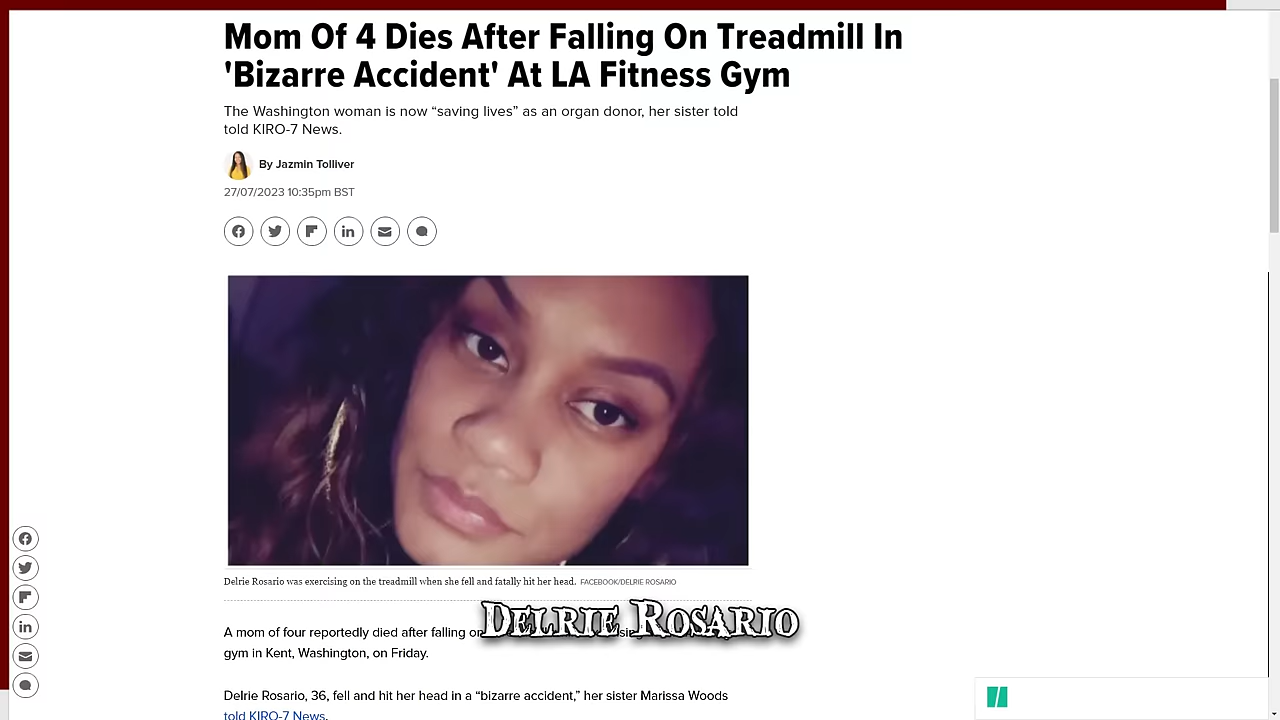 Mom Of 4 Dies After Falling On Treadmill In
'Bizarre Accident' At LA Fitness Gym
The Washington woman is now “saving lives” as an organ donor, her sister told
told KIRO-7 News.
By Jazmin Tolliver
27/07/2023 10:35pm BST
Delrie Rosario was exercising on the treadmill when she fell and fatally hit her head. FACEBOOK/DELRIE ROSARIO
Delrie Rosario
A mom of four reportedly died after falling on
gym in Kent, Washington, on Friday.
Delrie Rosario, 36, fell and hit her head in a “bizarre accident,” her sister Marissa Woods
told KIRO-7 News.